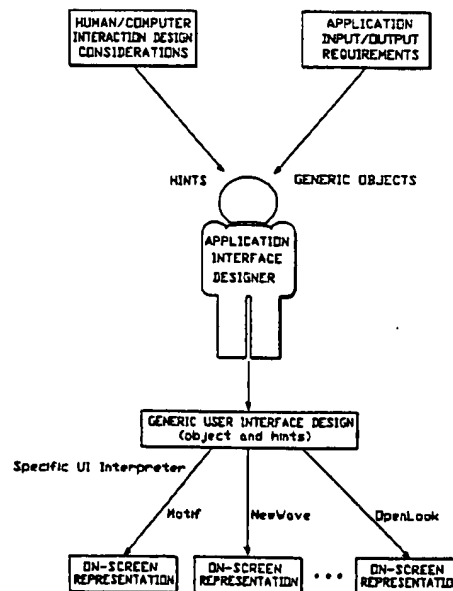 HUMAN/COMPUTER
INTERACTION DESIGN
CONSIDERATIONS
APPLICATION
INPUT/OUTPUT
REQUIREMENTS
HINTS
GENERIC OBJECTS
APPLICATION
INTERFACE
DESIGNER
GENERIC USER INTERFACE DESIGN
(object and hints)
Specific UI Interpreter
Motif
NewWave
OpenLook
ON-SCREEN
REPRESENTATION
ON-SCREEN
REPRESENTATION
...
ON-SCREEN
REPRESENTATION